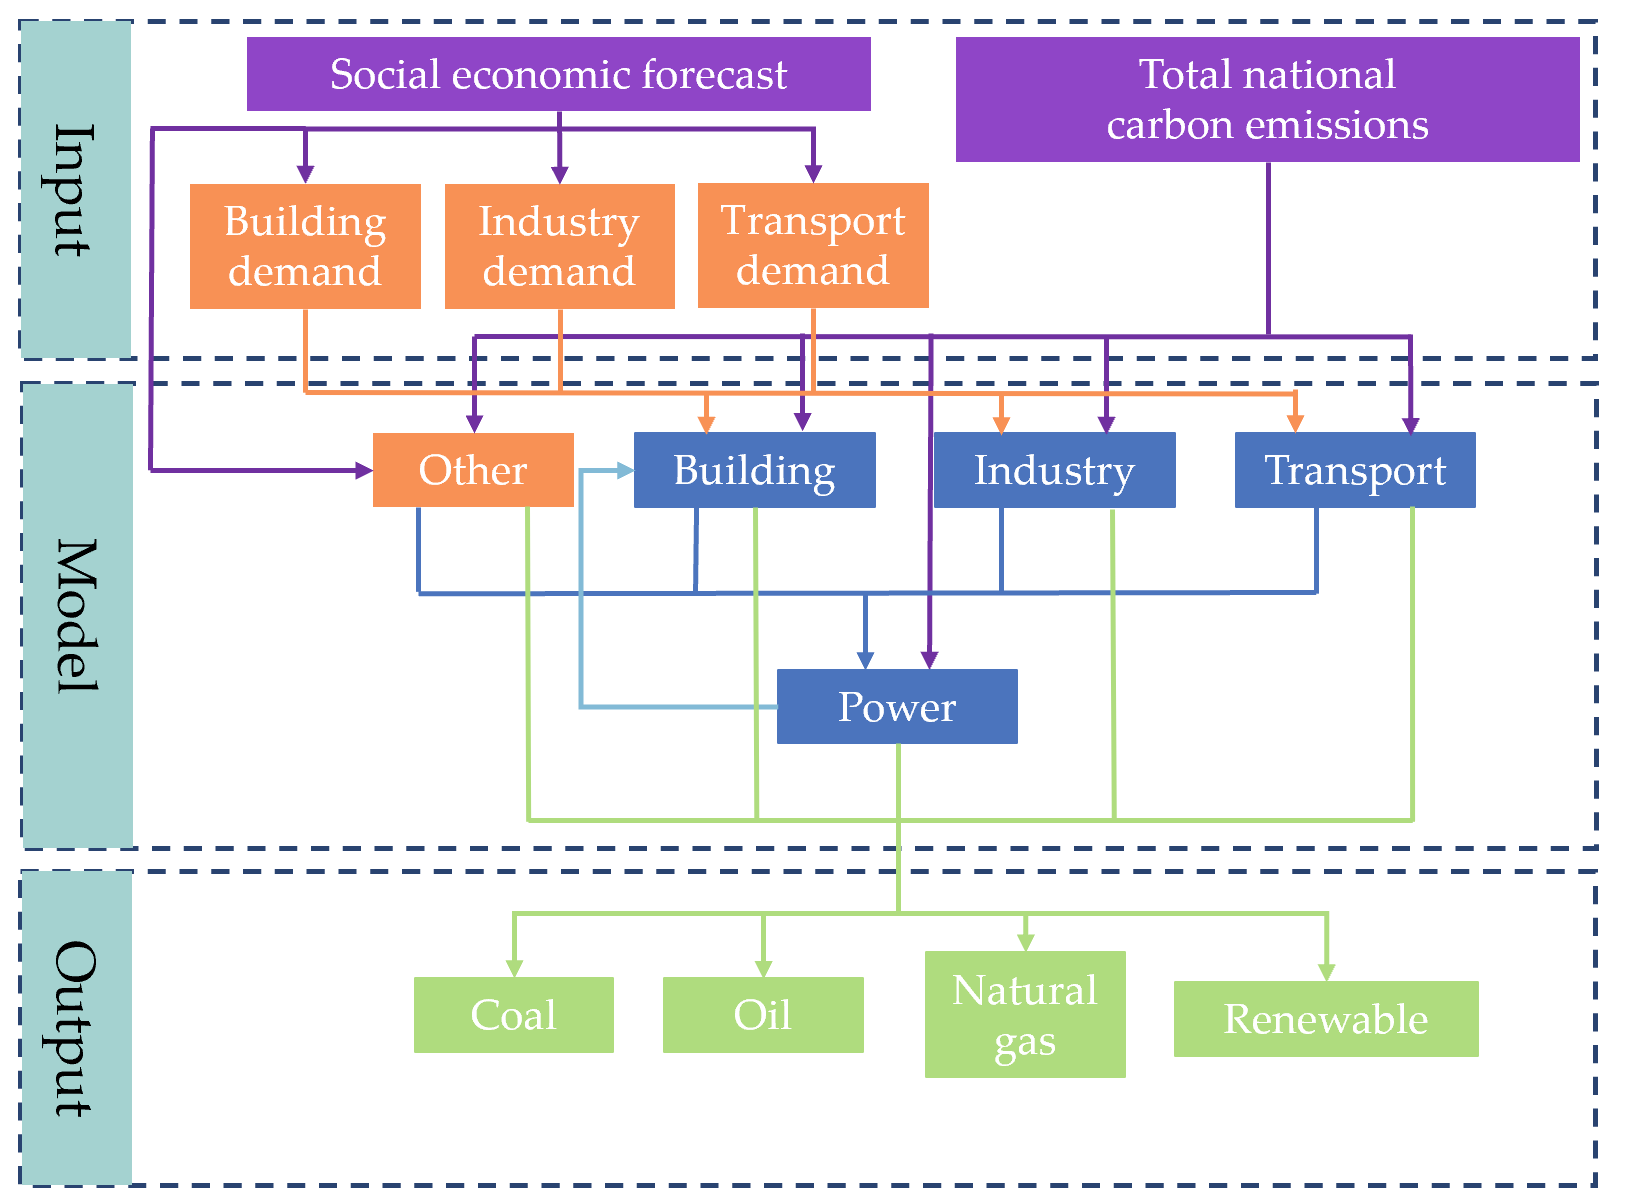 Input
Social economic forecast
Total national
carbon emissions
Building
demand
Industry
demand
Transport
demand
Model
Other
Building
Industry
Transport
Power
Output
Coal
Oil
Natural
gas
Renewable